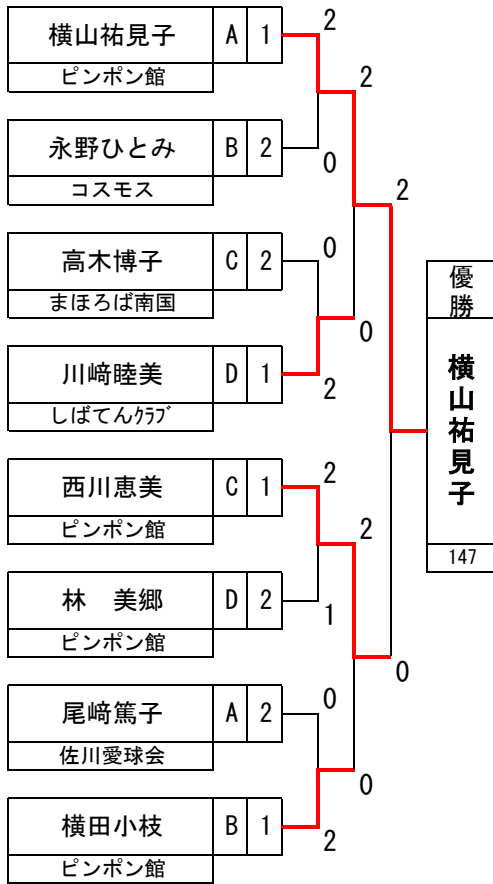 横山祐見子 A 1 2
ピンポン館
2
永野ひとみ B 2 0
コスモス
2
高木博子 C 2 0
まほろば南国
0
川﨑睦美 D 1 2
しばてんｸﾗﾌﾞ
西川恵美 C 1 2
ピンポン館
2
林　美郷 D 2 1
ピンポン館
0
尾﨑篤子 A 2 0
佐川愛球会
0
横田小枝 B 1 2
ピンポン館
優勝
横山祐見子
147